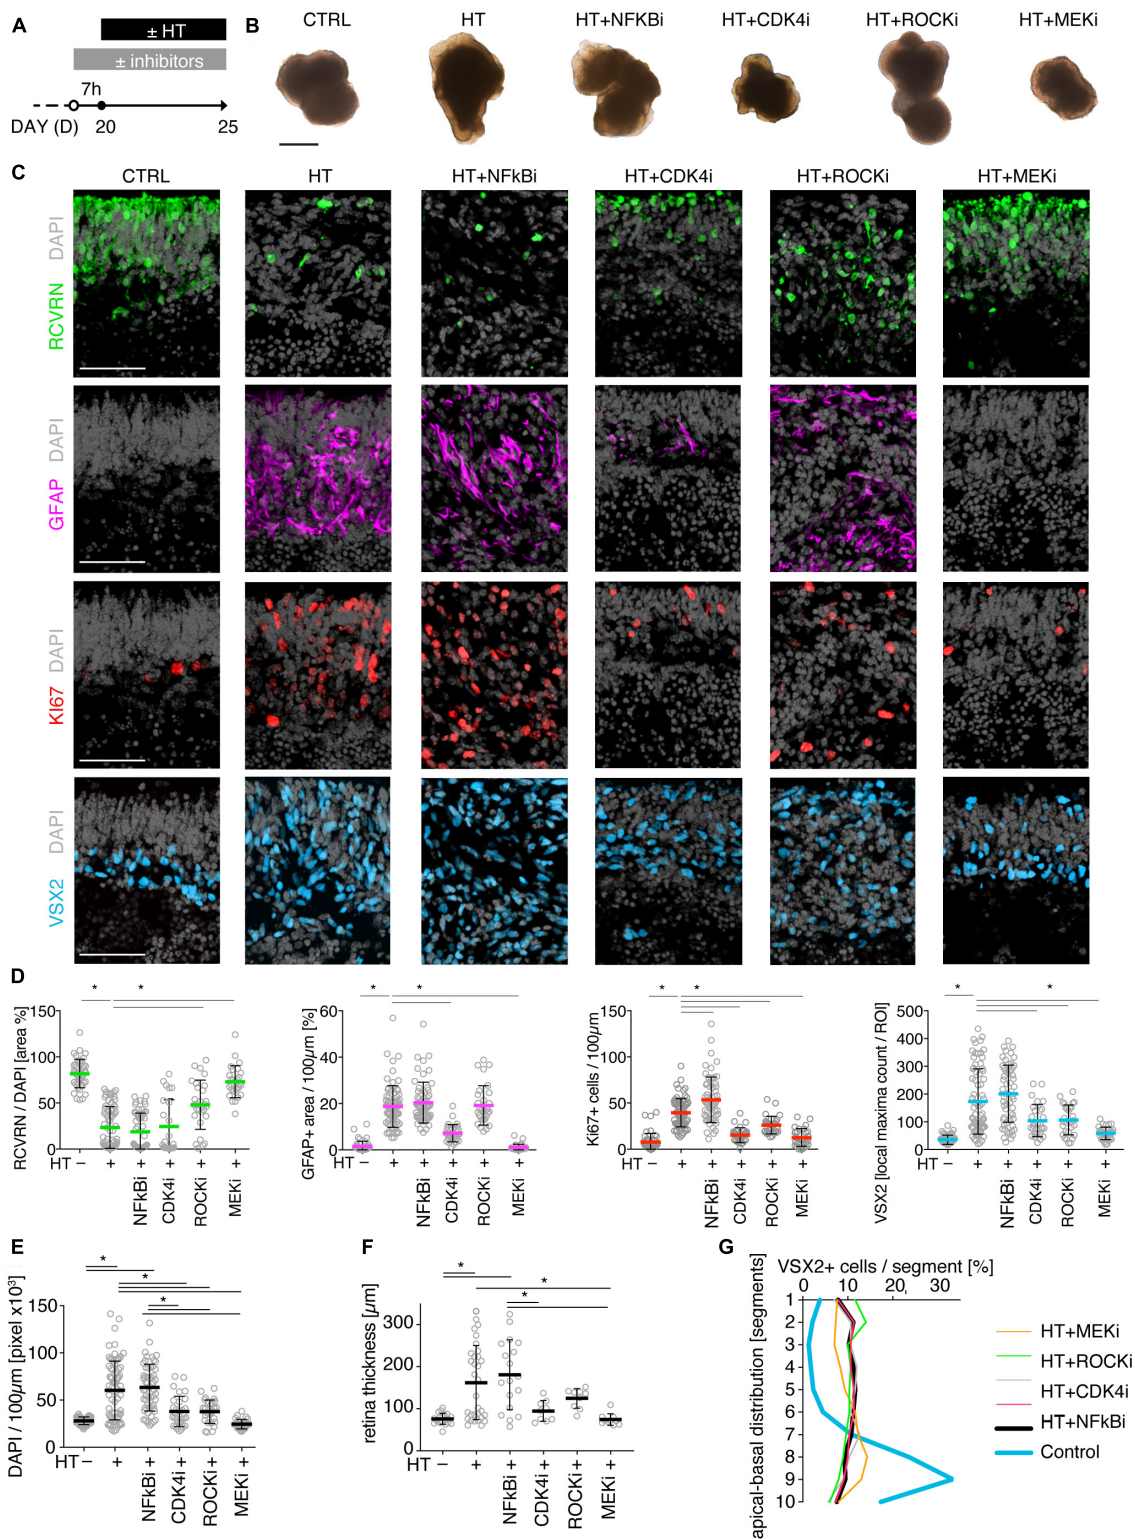 A
± HT
± inhibitors
7h
DAY (D)
20
25
B
CTRL
HT
HT+NFKBi
HT+CDK4i
HT+ROCKi
HT+MEKi
C
CTRL
HT
HT+NFkBi
HT+CDK4i
HT+ROCKi
HT+MEKi
RCVRN DAPI
GFAP DAPI
KI67 DAPI
VSX2 DAPI
D
RCVRN / DAPI [area %]
150
100
50
0
* *
HT − + + + + +
NFkBi
CDK4i
ROCKi
MEKi
GFAP+ area / 100µm [%]
60
40
20
0
* *
HT − + + + + +
NFkBi
CDK4i
ROCKi
MEKi
Ki67+ cells / 100µm
150
100
50
0
* *
HT − + + + + +
NFkBi
CDK4i
ROCKi
MEKi
VSX2 [local maxima count / ROI]
500
400
300
200
100
0
* *
HT − + + + + +
NFkBi
CDK4i
ROCKi
MEKi
E
DAPI / 100µm [pixel x10³]
150
100
50
0
*
*
*
HT − + + + + +
NFkBi
CDK4i
ROCKi
MEKi
F
retina thickness [µm]
300
200
100
0
*
*
*
HT − + + + + +
NFkBi
CDK4i
ROCKi
MEKi
G
VSX2+ cells / segment [%]
0 10 20, 30
apical-basal distribution [segments]
1
2
3
4
5
6
7
8
9
10
HT+MEKi
HT+ROCKi
HT+CDK4i
HT
HT+NFkBi
Control